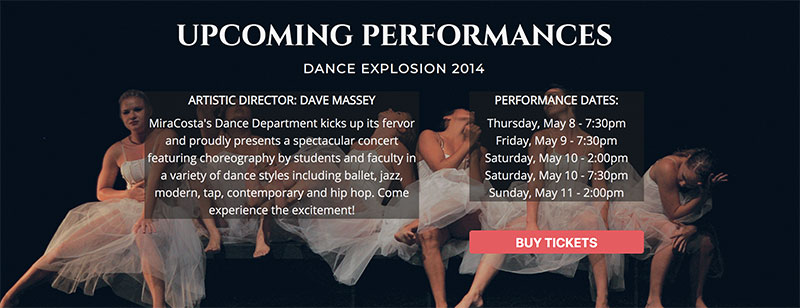 UPCOMING PERFORMANCES
DANCE EXPLOSION 2014
ARTISTIC DIRECTOR: DAVE MASSEY
MiraCosta's Dance Department kicks up its fervor
and proudly presents a spectacular concert
featuring choreography by students and faculty in
a variety of dance styles including ballet, jazz,
modern, tap, contemporary and hip hop. Come
experience the excitement!
PERFORMANCE DATES:
Thursday, May 8 - 7:30pm
Friday, May 9 - 7:30pm
Saturday, May 10 - 2:00pm
Saturday, May 10 - 7:30pm
Sunday, May 11 - 2:00pm
BUY TICKETS